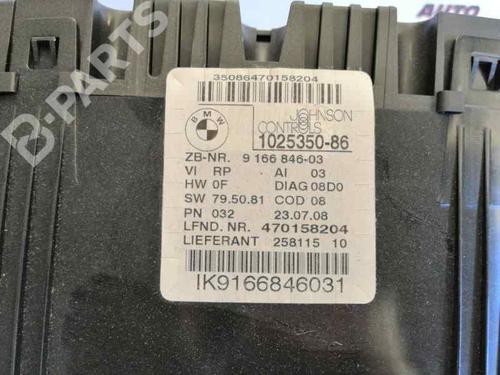 AUTO
35086470158204
BMW
JOHNSON
CONTROLS
1025350-86
ZB-NR. 9 166 846-03
VI RP AI 03
HW 0F DIAG 08D0
SW 79.50.81 COD 08
PN 032 23.07.08
LFND. NR. 470158204
LIEFERANT 258115 10
IK9166846031
B-PARTS